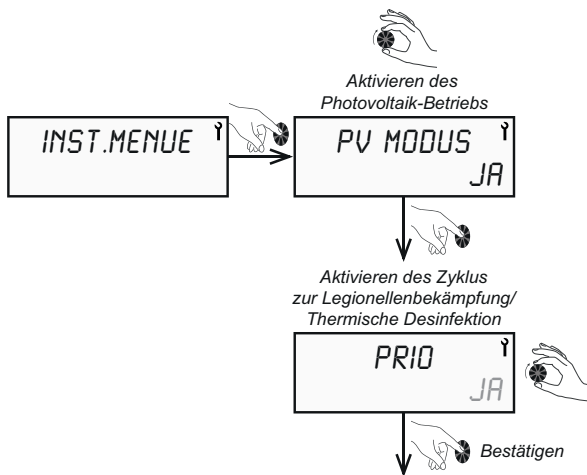 Aktivieren des
Photovoltaik-Betriebs
INST.MENUE
PV MODUS
JA
Aktivieren des Zyklus
zur Legionellenbekämpfung/
Thermische Desinfektion
PRIO
JA
Bestätigen